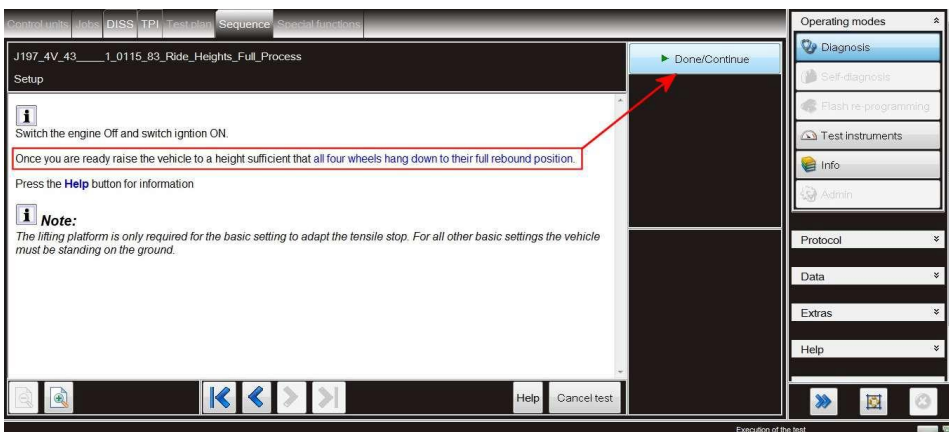 Control units Jobs DISS TPI Test plan Sequence Special functions
J197_4V_43____1_0115_83_Ride_Heights_Full_Process
Setup
Switch the engine Off and switch igntion ON.
Once you are ready raise the vehicle to a height sufficient that all four wheels hang down to their full rebound position.
Press the Help button for information
Note:
The lifting platform is only required for the basic setting to adapt the tensile stop. For all other basic settings the vehicle
must be standing on the ground.
Help
Cancel test
Done/Continue
Operating modes
Diagnosis
Self-diagnosis
Flash re-programming
Test instruments
Info
Admin
Protocol
Data
Extras
Help
Execution of the test